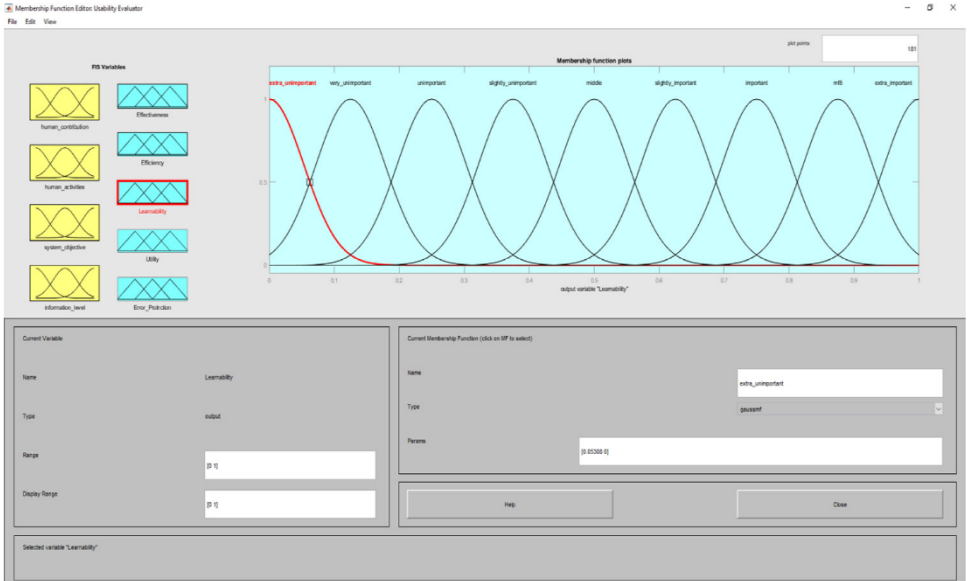 Membership Function Editor: Usability Evaluator
File Edit View
FIS Variables
human_contribution
Effectiveness
human_activities
Efficiency
system_objective
Learnability
information_level
Utility
Error_Protction
plot points:
181
Membership function plots
extra_unimportant very_unimportant unimportant slightly_unimportant middle slightly_important important mf8 extra_important
1
0.5
0
0 0.1 0.2 0.3 0.4 0.5 0.6 0.7 0.8 0.9 1
output variable "Learnability"
Current Variable
Name Learnability
Type output
Range [0 1]
Display Range [0 1]
Current Membership Function (click on MF to select)
Name extra_unimportant
Type gaussmf
Params [0.05308 0]
Help Close
Selected variable "Learnability"